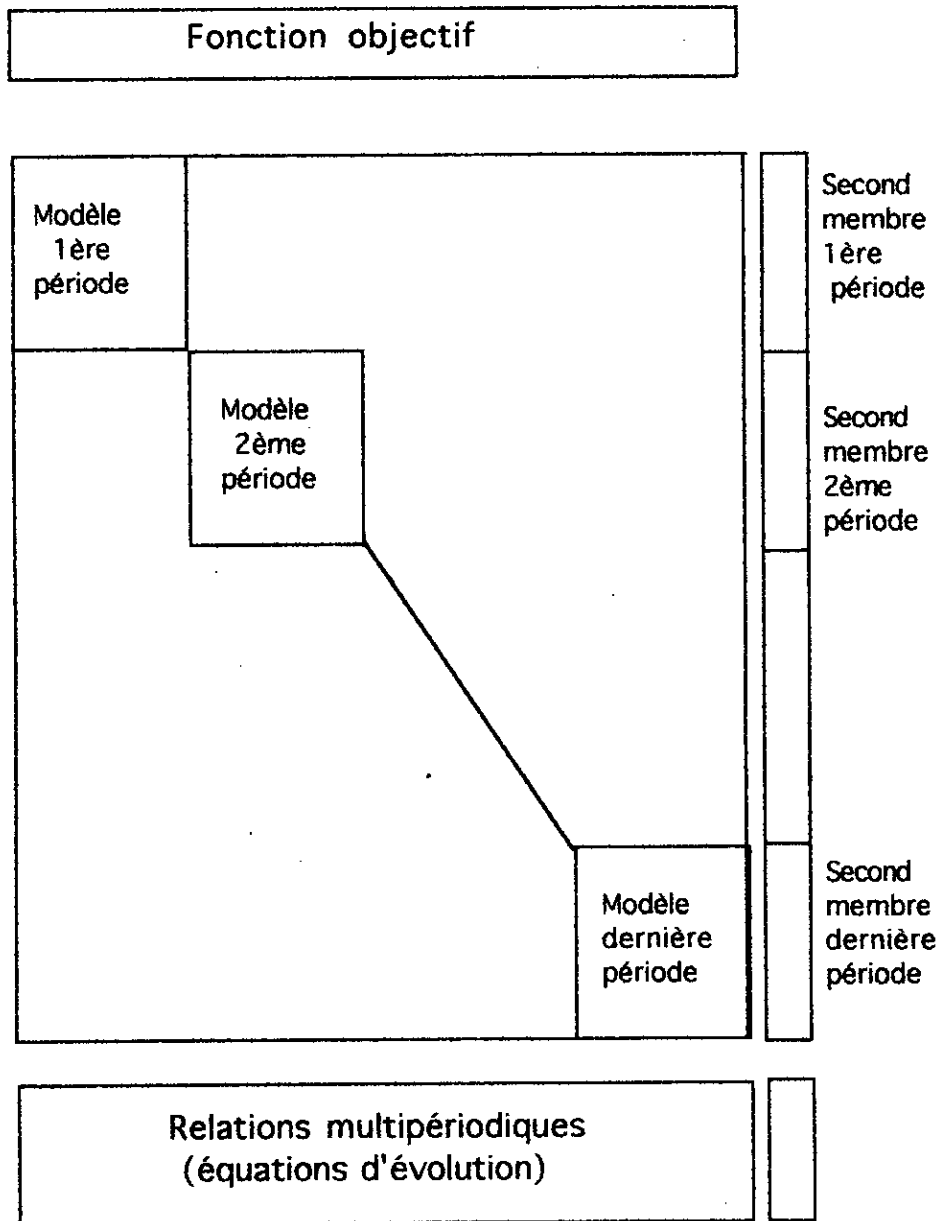 Fonction objectif
Modèle
1ère
période
Second
membre
1ère
période
Modèle
2ème
période
Second
membre
2ème
période
Modèle
dernière
période
Second
membre
dernière
période
Relations multipériodiques
(équations d'évolution)